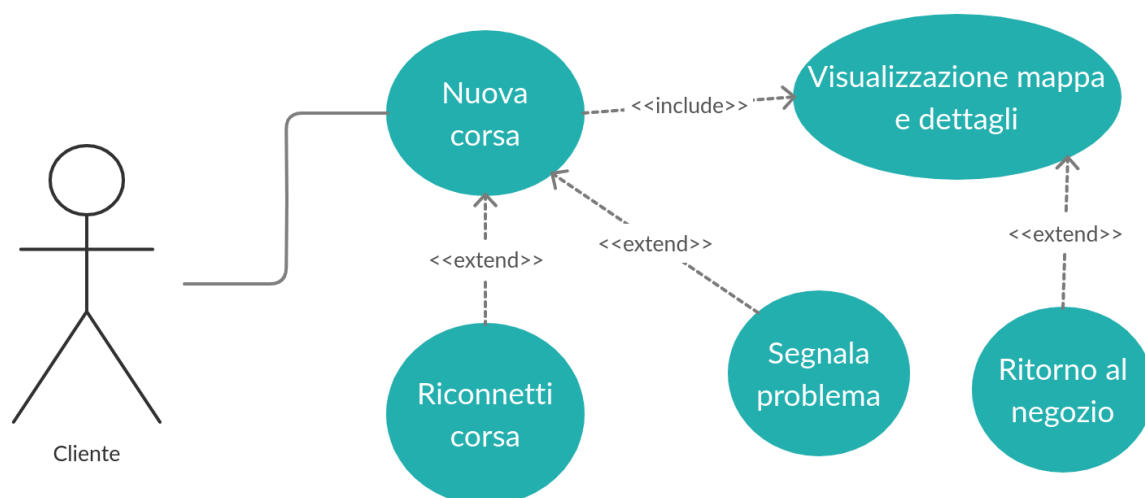 Nuova
corsa
<<include>>
Visualizzazione mappa
e dettagli
<<extend>>
<<extend>>
<<extend>>
Riconnetti
corsa
Segnala
problema
Ritorno al
negozio
Cliente